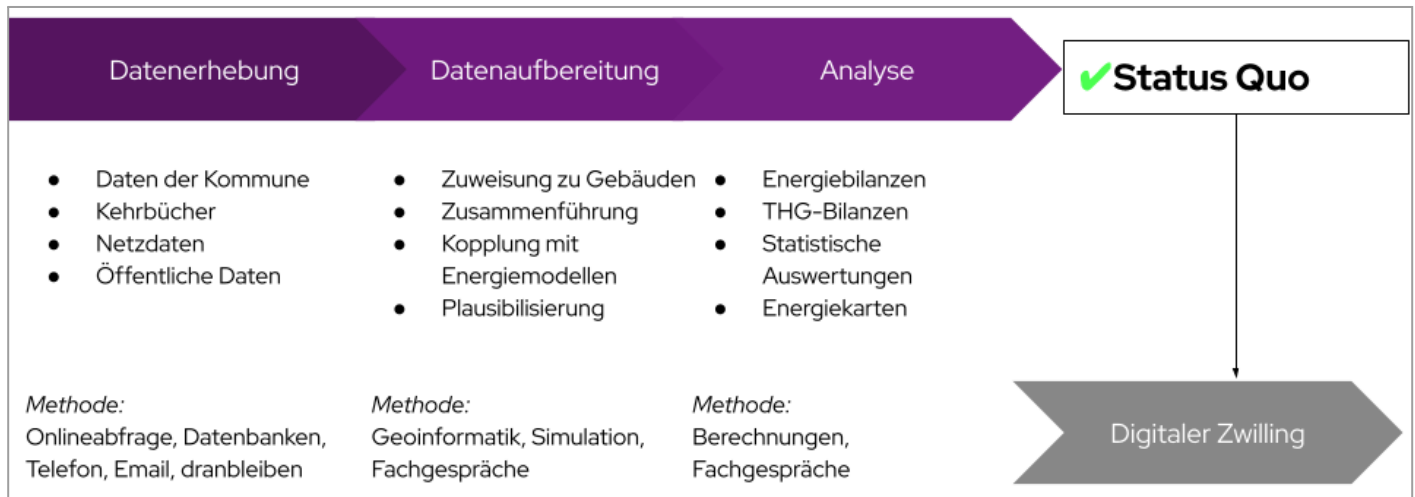 Datenerhebung
Datenaufbereitung
Analyse
✔Status Quo
● Daten der Kommune
● Kehrbücher
● Netzdaten
● Öffentliche Daten
● Zuweisung zu Gebäuden
● Zusammenführung
● Kopplung mit
Energiemodellen
● Plausibilisierung
● Energiebilanzen
● THG-Bilanzen
● Statistische
Auswertungen
● Energiekarten
Methode:
Onlineabfrage, Datenbanken,
Telefon, Email, dranbleiben
Methode:
Geoinformatik, Simulation,
Fachgespräche
Methode:
Berechnungen,
Fachgespräche
Digitaler Zwilling